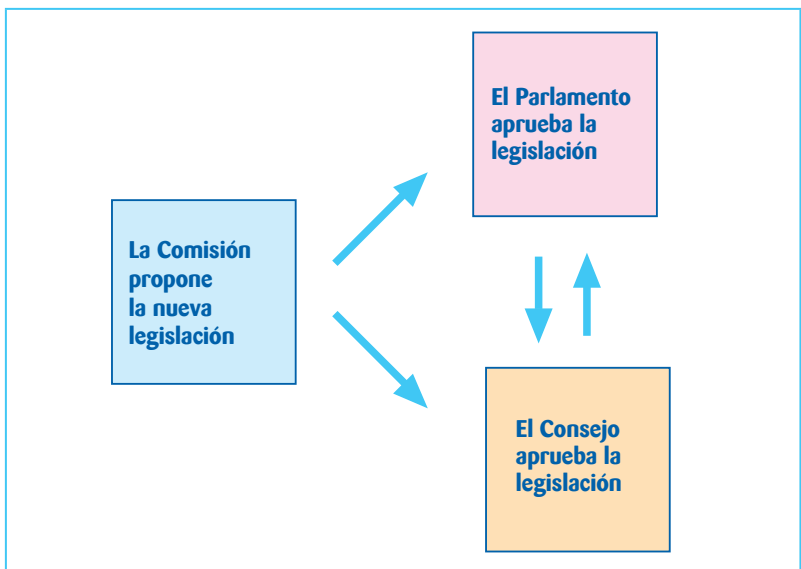 El Parlamento
aprueba la
legislación
La Comisión
propone
la nueva
legislación
El Consejo
aprueba la
legislación